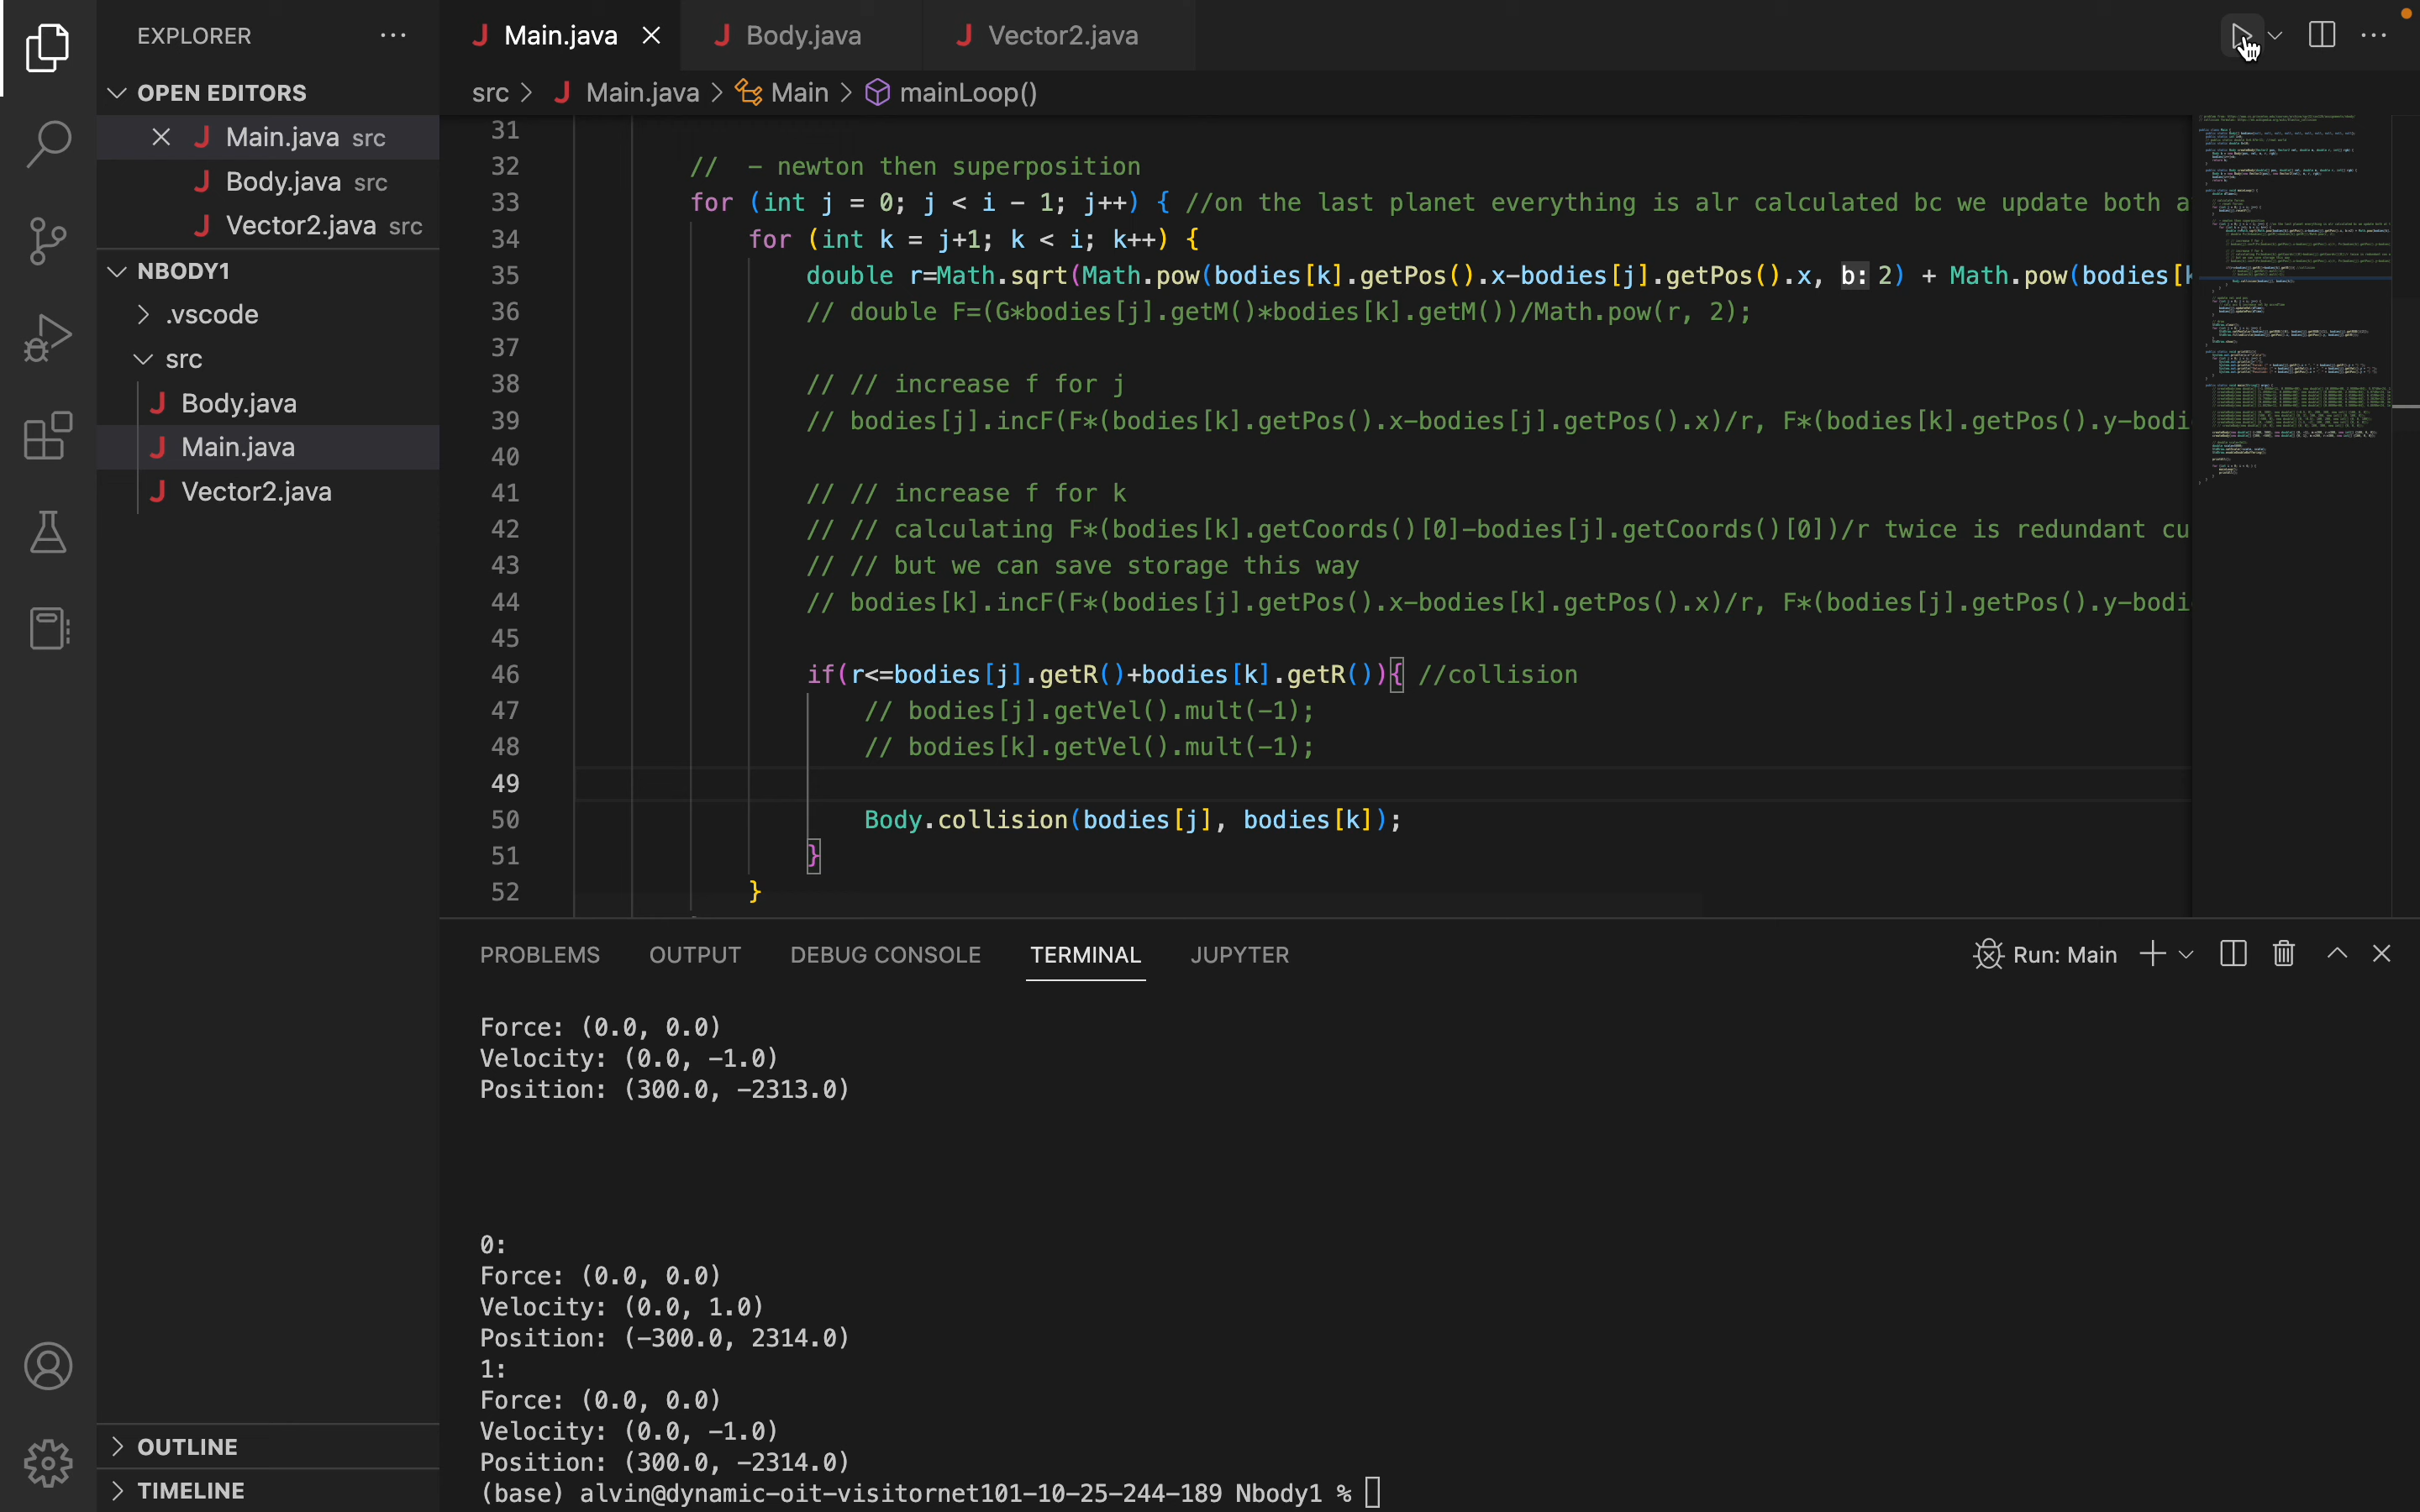 EXPLORER
OPEN EDITORS
Main.java src
Body.java src
Vector2.java src
NBODY1
.vscode
src
Body.java
Main.java
Vector2.java
OUTLINE
TIMELINE
Main.java
Body.java
Vector2.java
src > Main.java > Main > mainLoop()
31
32 // – newton then superposition
33 for (int j = 0; j < i - 1; j++) { //on the last planet everything is alr calculated bc we update both a
34 for (int k = j+1; k < i; k++) {
35 double r=Math.sqrt(Math.pow(bodies[k].getPos().x-bodies[j].getPos().x, b: 2) + Math.pow(bodies[k
36 // double F=(G*bodies[j].getM()*bodies[k].getM())/Math.pow(r, 2);
37
38 // // increase f for j
39 // bodies[j].incF(F*(bodies[k].getPos().x-bodies[j].getPos().x)/r, F*(bodies[k].getPos().y-bodi
40
41 // // increase f for k
42 // // calculating F*(bodies[k].getCoords()[0]-bodies[j].getCoords()[0])/r twice is redundant cu
43 // // but we can save storage this way
44 // bodies[k].incF(F*(bodies[j].getPos().x-bodies[k].getPos().x)/r, F*(bodies[j].getPos().y-bodi
45
46 if(r<=bodies[j].getR()+bodies[k].getR()){ //collision
47 // bodies[j].getVel().mult(-1);
48 // bodies[k].getVel().mult(-1);
49
50 Body.collision(bodies[j], bodies[k]);
51 }
52 }
PROBLEMS OUTPUT DEBUG CONSOLE TERMINAL JUPYTER Run: Main
Force: (0.0, 0.0)
Velocity: (0.0, -1.0)
Position: (300.0, -2313.0)
0:
Force: (0.0, 0.0)
Velocity: (0.0, 1.0)
Position: (-300.0, 2314.0)
1:
Force: (0.0, 0.0)
Velocity: (0.0, -1.0)
Position: (300.0, -2314.0)
(base) alvin@dynamic-oit-visitornet101-10-25-244-189 Nbody1 %